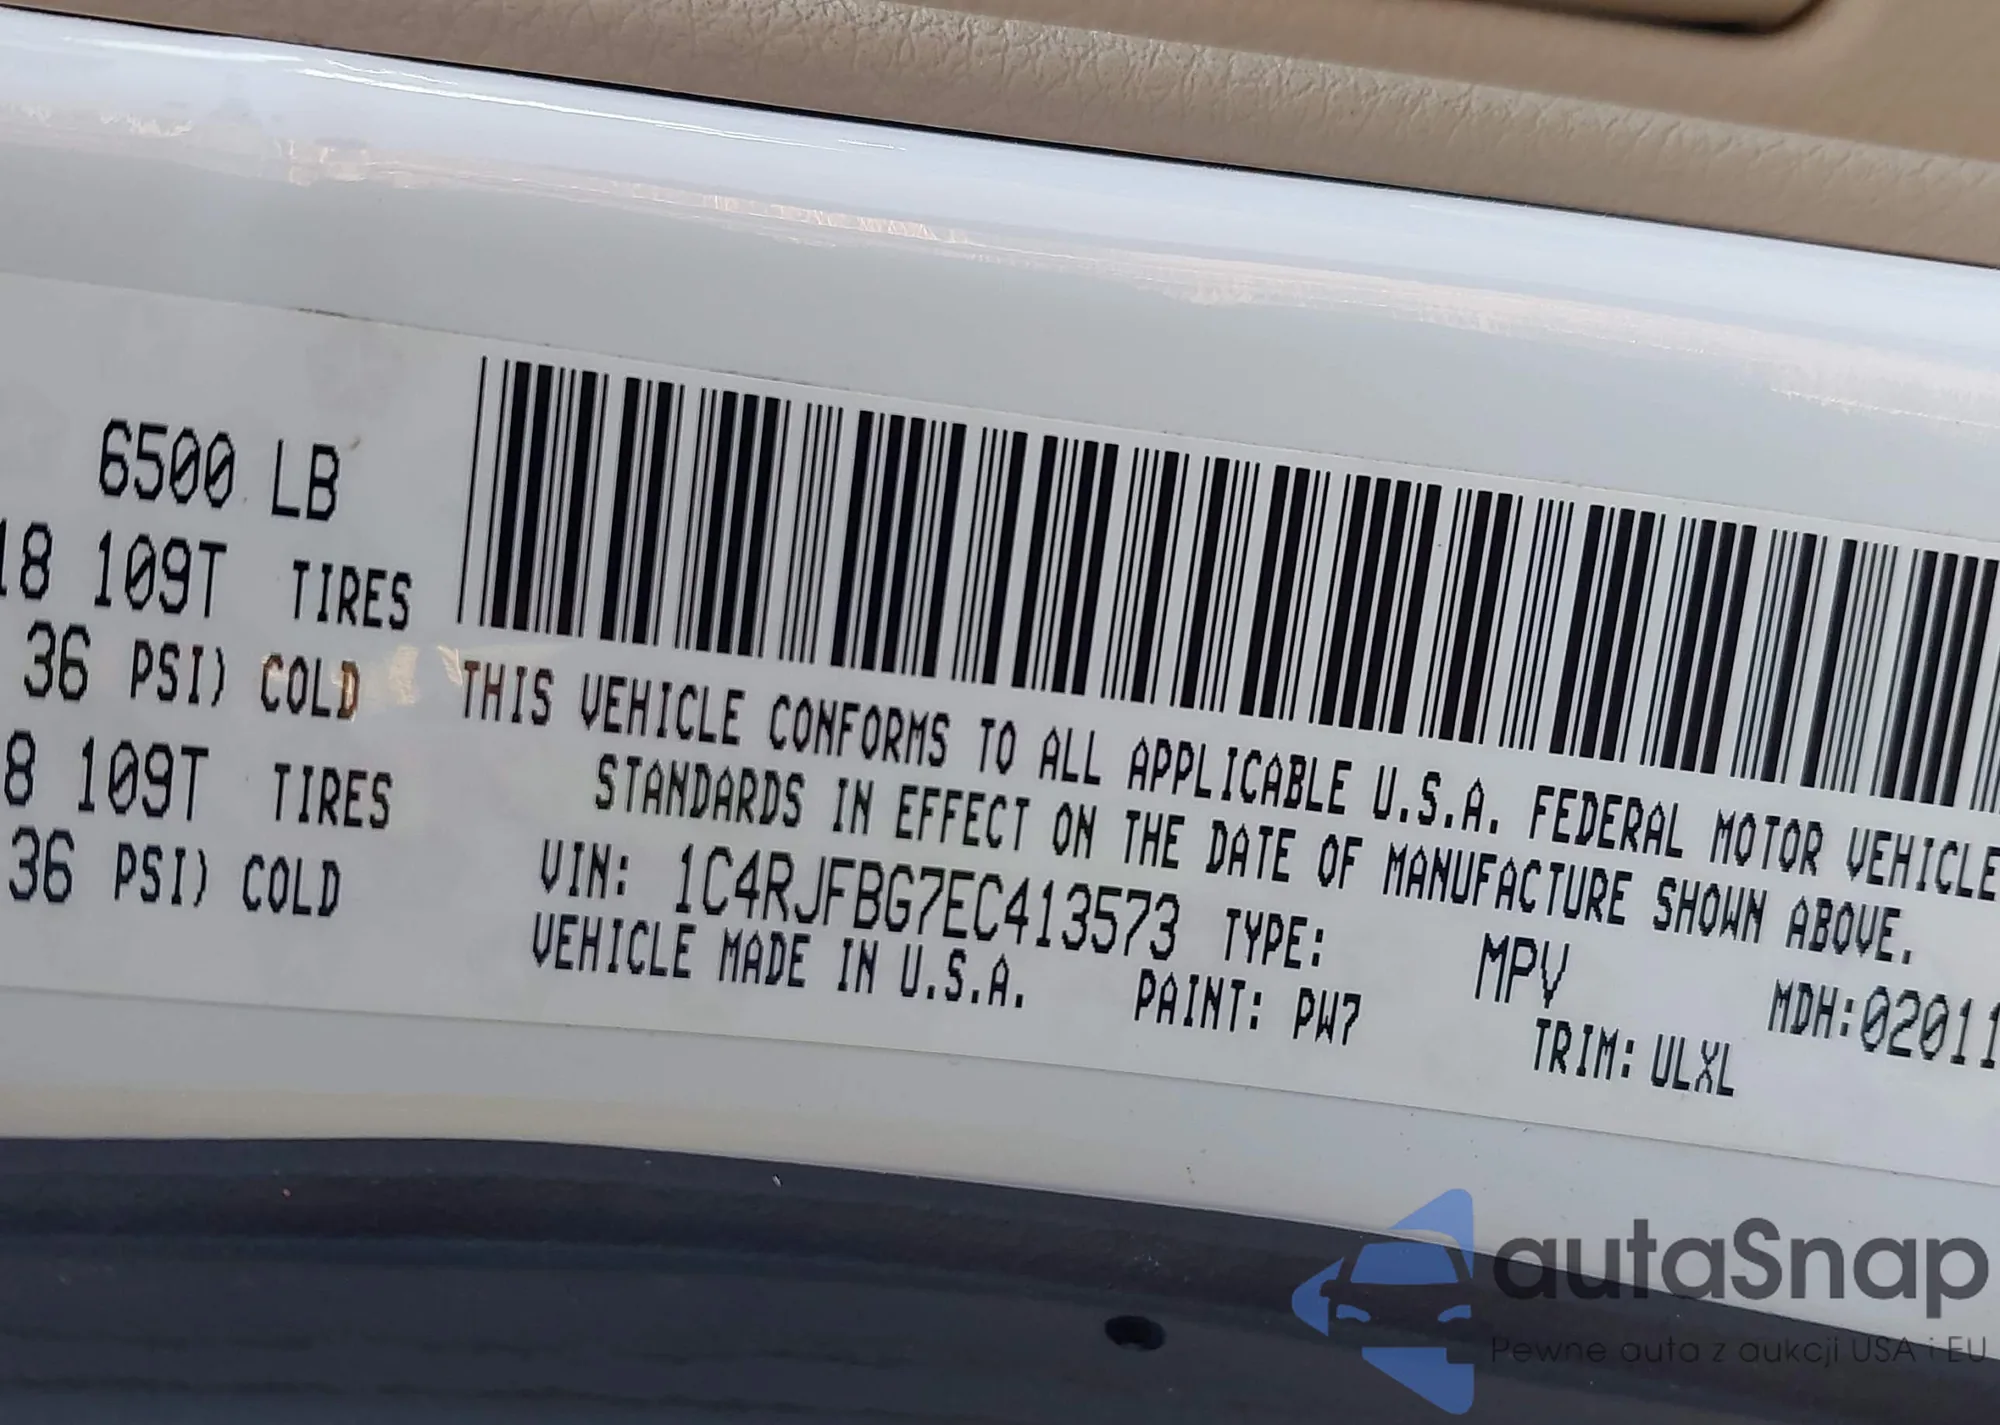 6500 LB
18 109T TIRES
36 PSI) COLD
8 109T TIRES
36 PSI) COLD
THIS VEHICLE CONFORMS TO ALL APPLICABLE U.S.A. FEDERAL MOTOR VEHICLE
STANDARDS IN EFFECT ON THE DATE OF MANUFACTURE SHOWN ABOVE.
VIN: 1C4RJFBG7EC413573 TYPE: MPV MDH:02011
VEHICLE MADE IN U.S.A. PAINT: PW7 TRIM: ULXL
autaSnap
Pewne auta z aukcji USA i EU